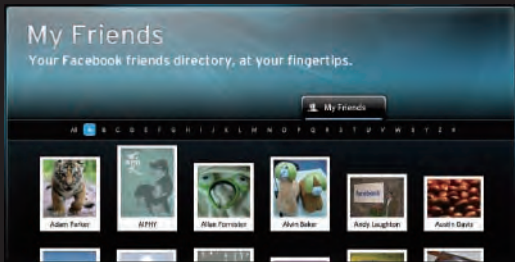 My Friends
Your Facebook friends directory, at your fingertips.
My Friends
All A B C D E F G H I J K L M N O P Q R S T U V W X Y Z #
Adam Parker
Allan Forrister
Alvin Baker
Andy Laughton
Austin Davis